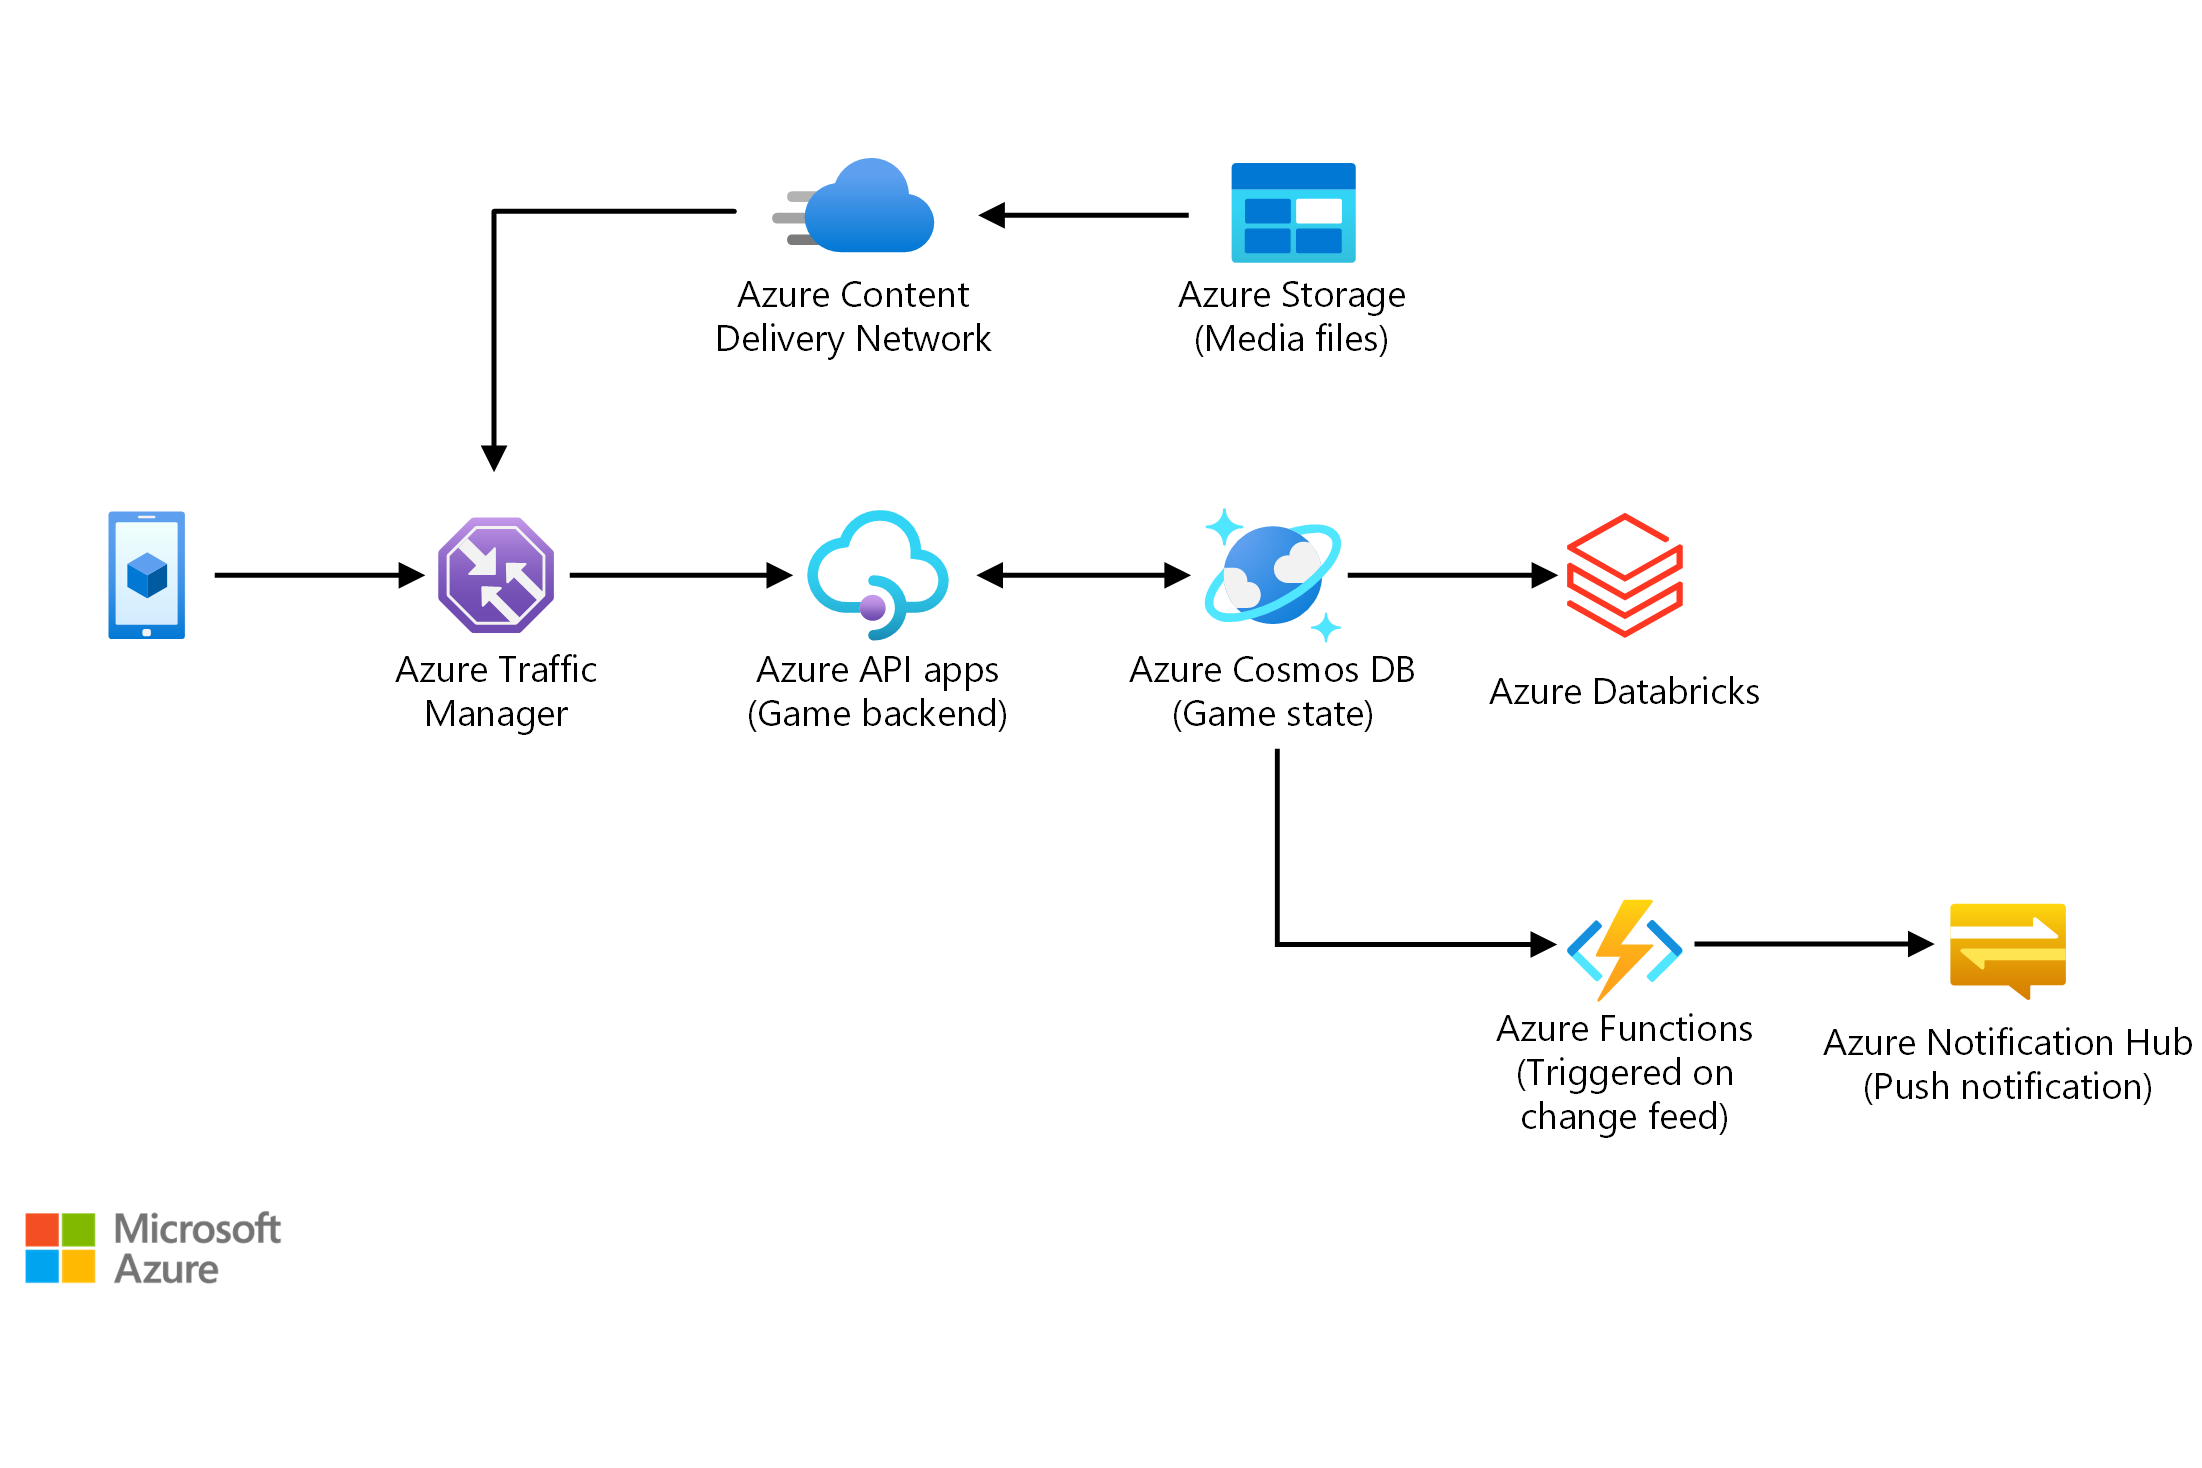 Azure Content
Delivery Network
Azure Storage
(Media files)
Azure Traffic
Manager
Azure API apps
(Game backend)
Azure Cosmos DB
(Game state)
Azure Databricks
Azure Functions
(Triggered on
change feed)
Azure Notification Hub
(Push notification)
Microsoft
Azure